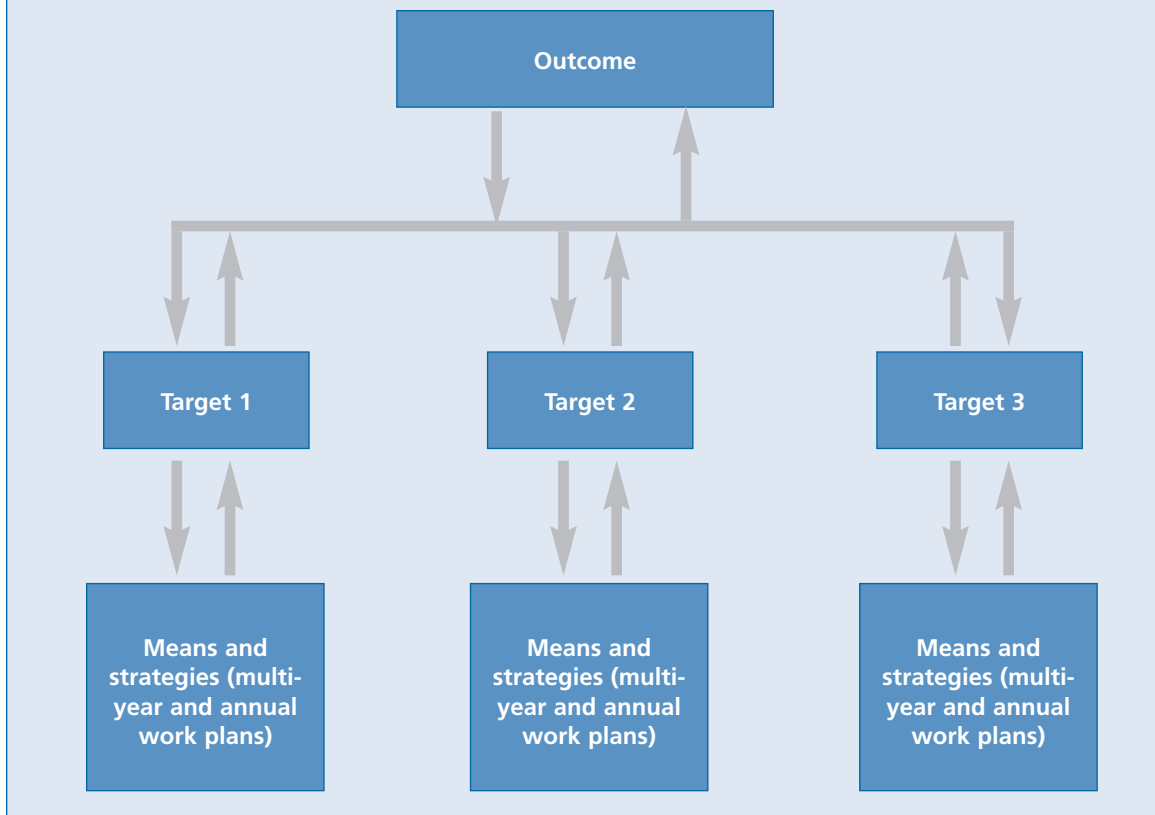 Outcome
Target 1
Target 2
Target 3
Means and
strategies (multi-
year and annual
work plans)
Means and
strategies (multi-
year and annual
work plans)
Means and
strategies (multi-
year and annual
work plans)